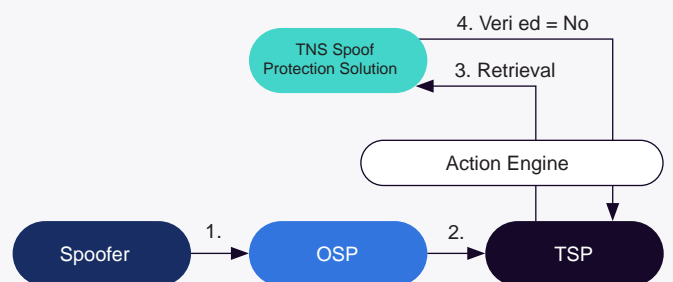 4. Veri ed = No
TNS Spoof
Protection Solution
3. Retrieval
Action Engine
1.
2.
Spoofer
OSP
TSP